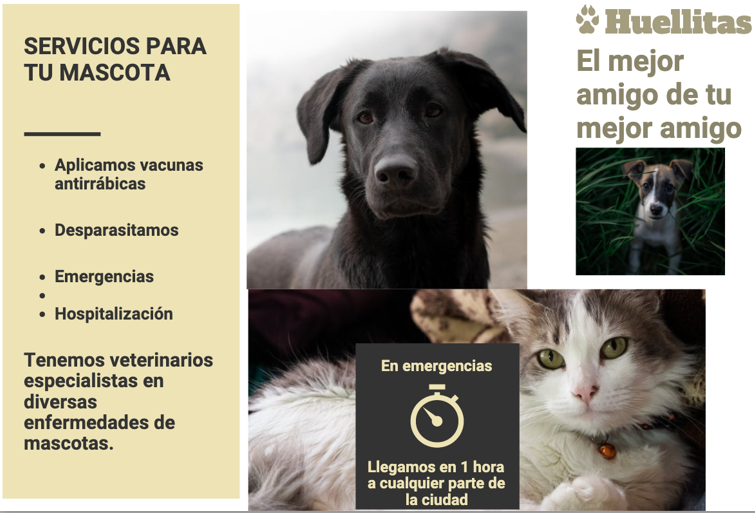 SERVICIOS PARA
TU MASCOTA
• Aplicamos vacunas
antirrábicas
• Desparasitamos
• Emergencias
•
• Hospitalización
Tenemos veterinarios
especialistas en
diversas
enfermedades de
mascotas.
Huellitas
El mejor
amigo de tu
mejor amigo
En emergencias
Llegamos en 1 hora
a cualquier parte de
la ciudad